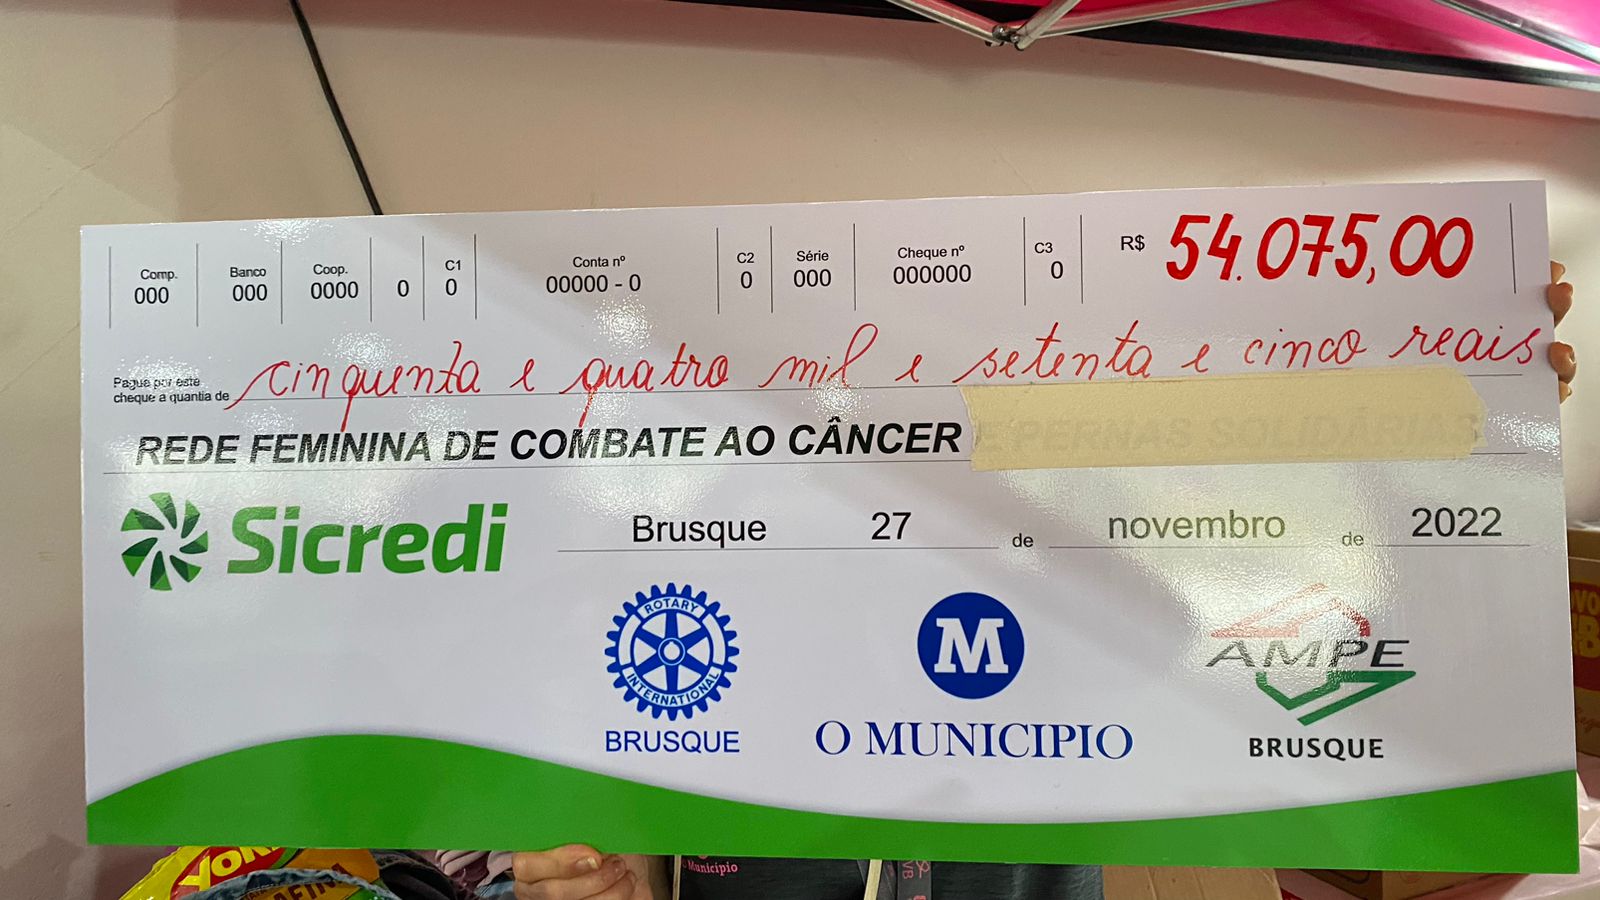 Comp. Banco Coop. C1 Conta nº C2 Série Cheque nº C3 R$ 54.075,00
000 000 0000 0 0 00000 - 0 0 000 000000 0
Pague por este
cheque a quantia de
cinquenta e quatro mil e setenta e cinco reais
REDE FEMININA DE COMBATE AO CÂNCER
Sicredi
Brusque 27 de novembro de 2022
ROTARY
INTERNATIONAL
BRUSQUE
M
O MUNICIPIO
AMPE
BRUSQUE
Município